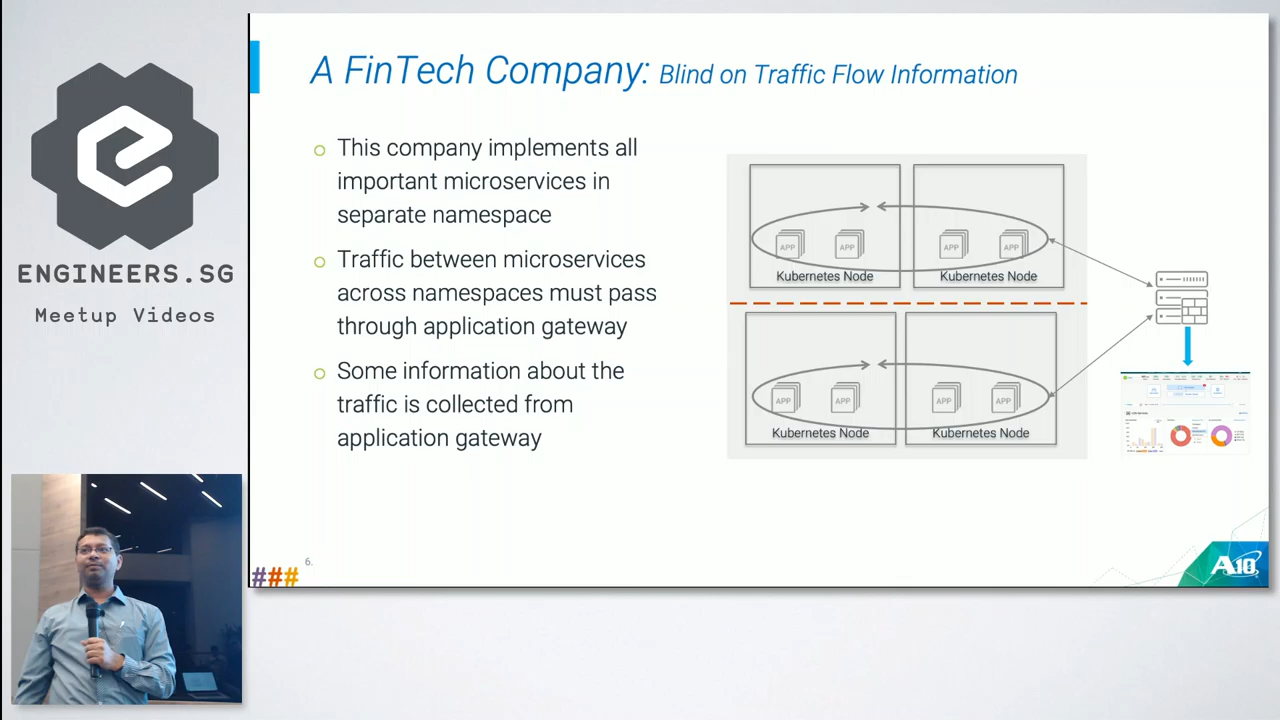 ENGINEERS.SG
Meetup Videos
A FinTech Company: Blind on Traffic Flow Information
This company implements all
important microservices in
separate namespace
Traffic between microservices
across namespaces must pass
through application gateway
Some information about the
traffic is collected from
application gateway
APP
APP
APP
APP
Kubernetes Node
Kubernetes Node
APP
APP
APP
APP
Kubernetes Node
Kubernetes Node
6.
###
A10